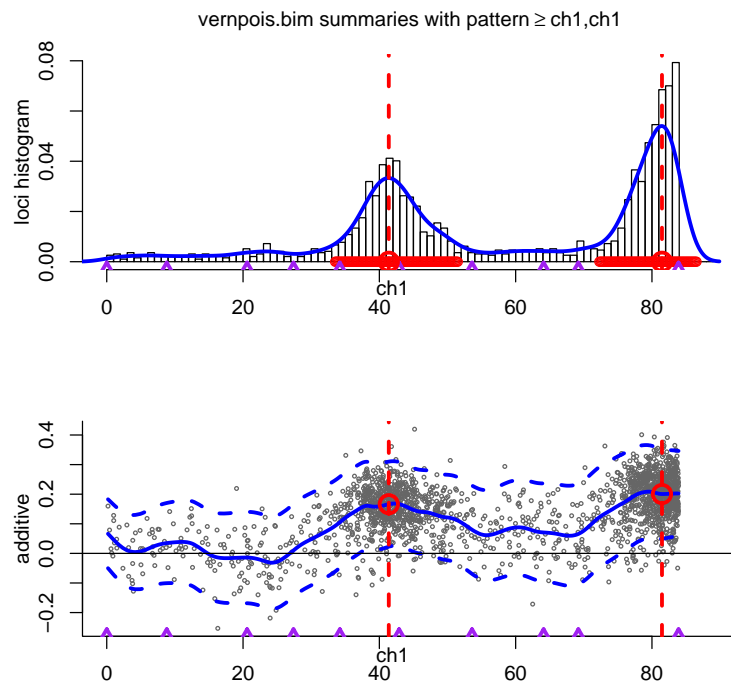 vernpois.bim summaries with pattern ≥ ch1,ch1
loci histogram
0.08
0.04
0.00
ch1
0 20 40 60 80
additive
0.4
0.2
0.0
−0.2
ch1
0 20 40 60 80